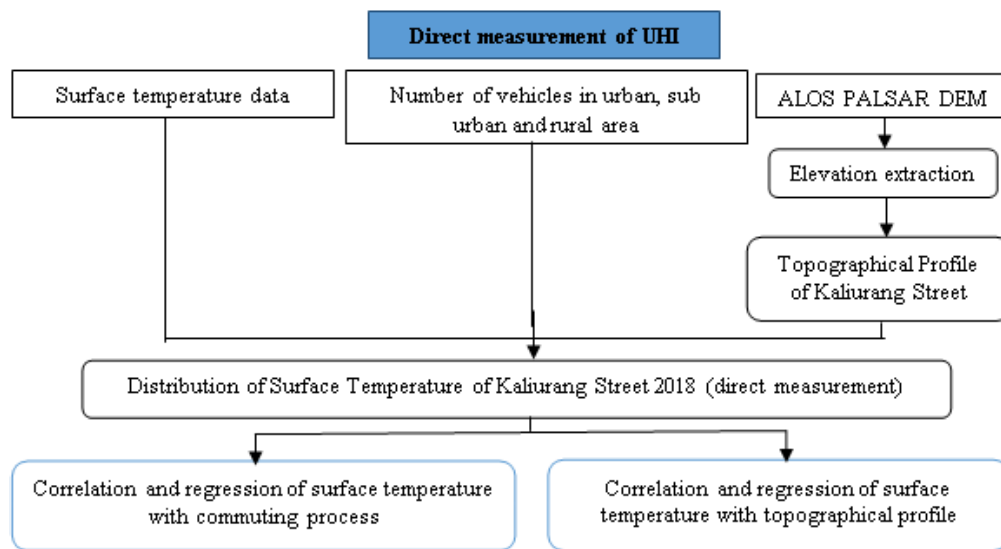 Direct measurement of UHI
Surface temperature data
Number of vehicles in urban, sub
urban and rural area
ALOS PALSAR DEM
Elevation extraction
Topographical Profile
of Kaliurang Street
Distribution of Surface Temperature of Kaliurang Street 2018 (direct measurement)
Correlation and regression of surface temperature
with commuting process
Correlation and regression of surface
temperature with topographical profile